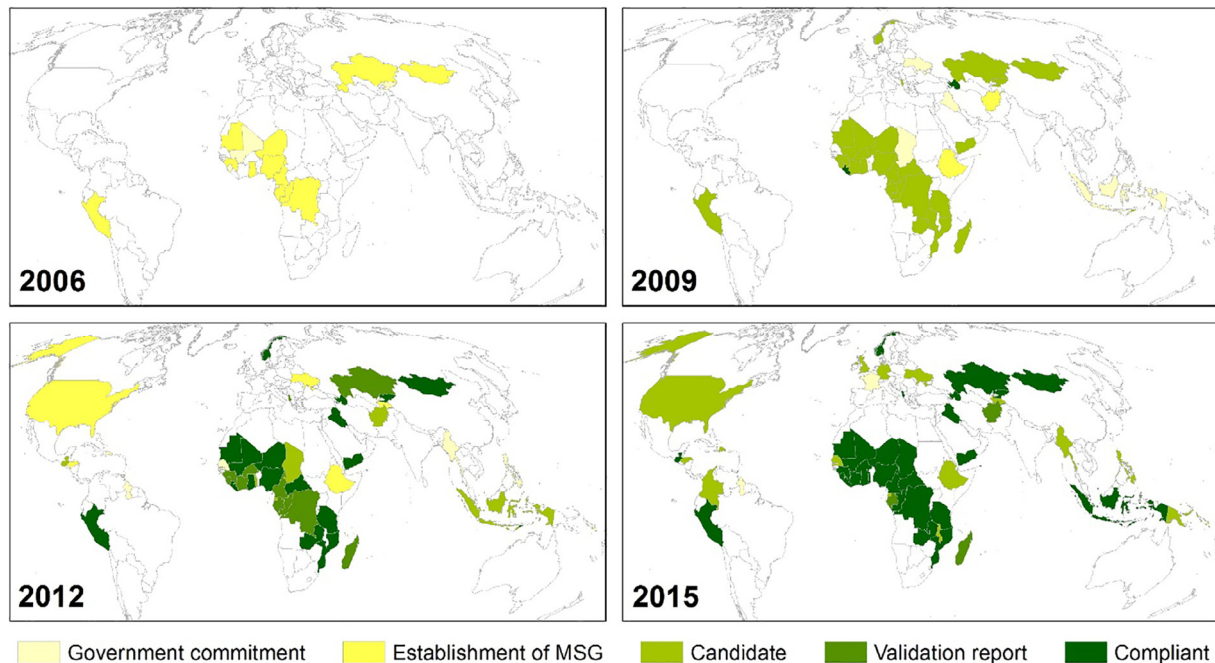 2006
2009
2012
2015
Government commitment
Establishment of MSG
Candidate
Validation report
Compliant